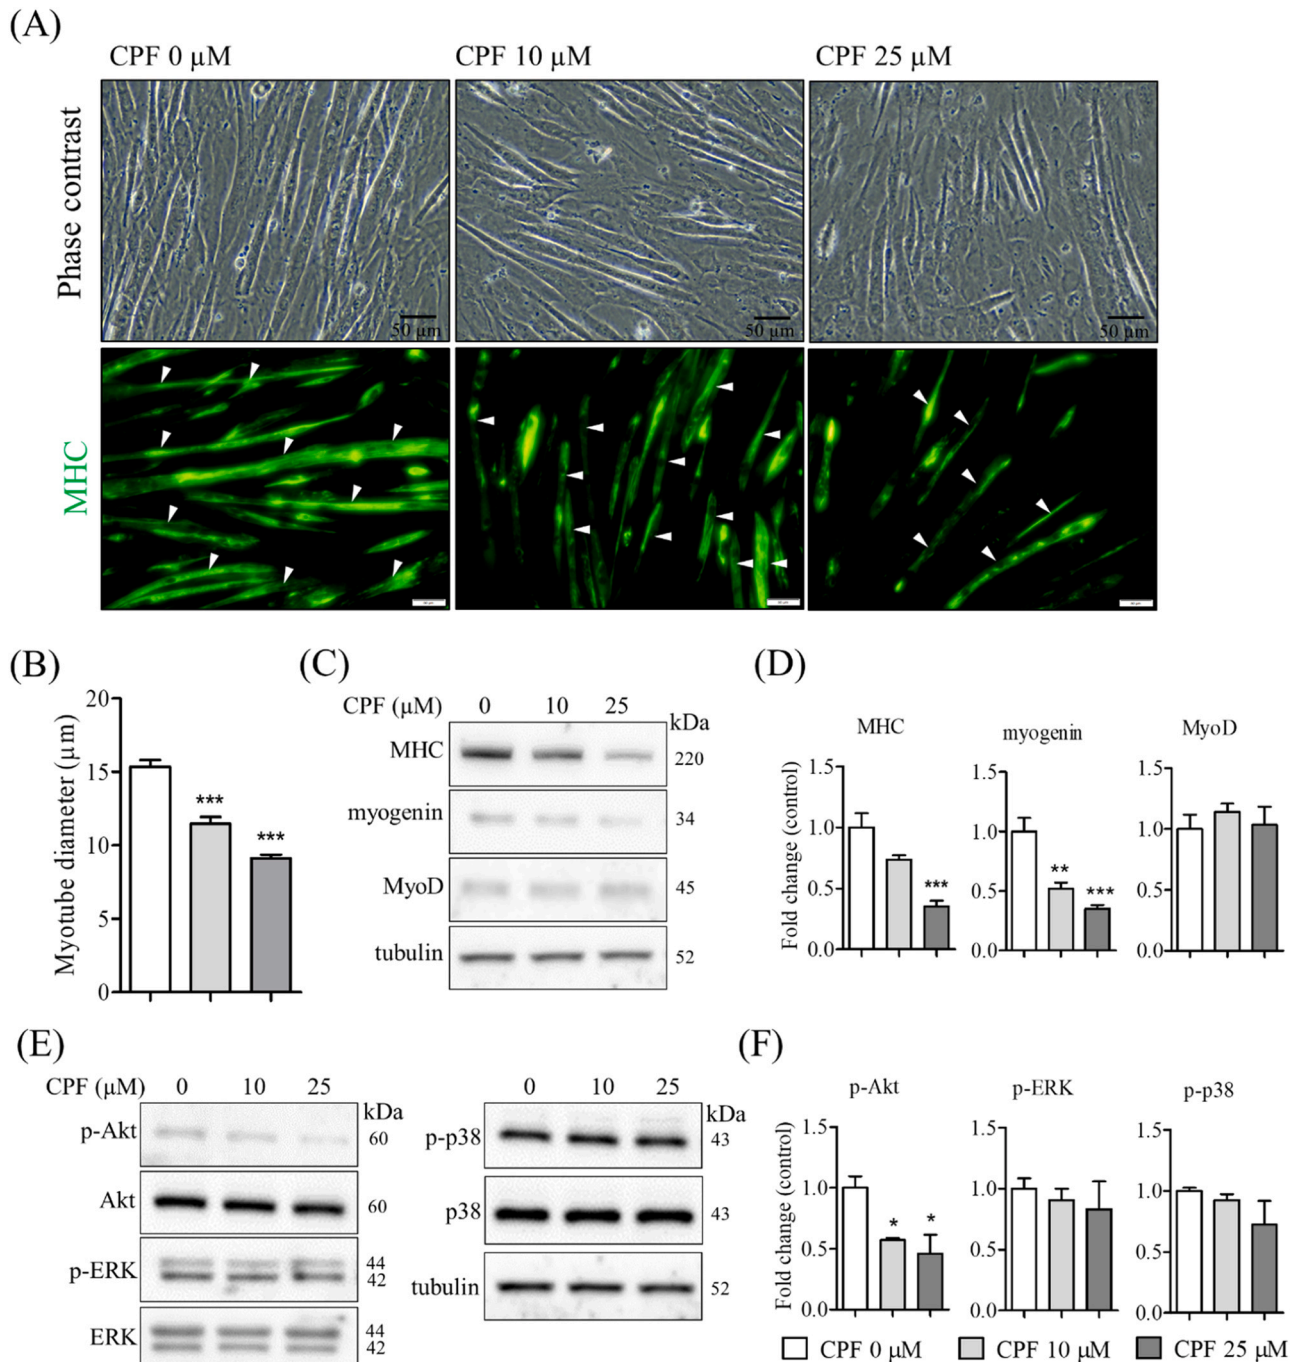 (A)
CPF 0 µM CPF 10 µM CPF 25 µM
Phase contrast
50 µm 50 µm 50 µm
MHC
(B)
Myotube diameter (µm)
20
15
10
5
0
***
***
(C)
CPF (µM) 0 10 25
kDa
MHC 220
myogenin 34
MyoD 45
tubulin 52
(D)
MHC myogenin MyoD
Fold change (control)
1.5 1.5 1.5
1.0 1.0 1.0
0.5 0.5 0.5
0.0 0.0 0.0
*** ** ***
(E)
CPF (µM) 0 10 25
kDa
p-Akt 60
Akt 60
p-ERK 44
42
ERK 44
42
0 10 25
kDa
p-p38 43
p38 43
tubulin 52
(F)
p-Akt p-ERK p-p38
Fold change (control)
1.5 1.5 1.5
1.0 1.0 1.0
0.5 0.5 0.5
0.0 0.0 0.0
* *
CPF 0 µM CPF 10 µM CPF 25 µM